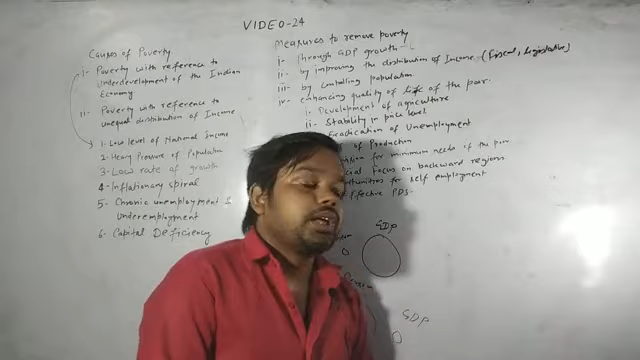 VIDEO-24
Causes of Poverty
i- Poverty with reference to
underdevelopment of the Indian
Economy
ii- Poverty with reference to
unequal distribution of Income
1- Low level of National Income
2- Heavy Pressure of Population
3- Low rate of growth
4- Inflationary spiral
5- Chronic unemployment &
Underemployment
6- Capital Deficiency
Measures to remove poverty
i- Through GDP growth-
ii- by improving the distribution of Income (Fiscal, Legislative)
iii- by controlling population
iv- enhancing quality of life of the poor
i- Development of agriculture
ii- Stability in price level
Eradication of Unemployment
of Production
for minimum needs of the poor
Focus on backward regions
for self employment
Effective PDS.
GDP
GDP